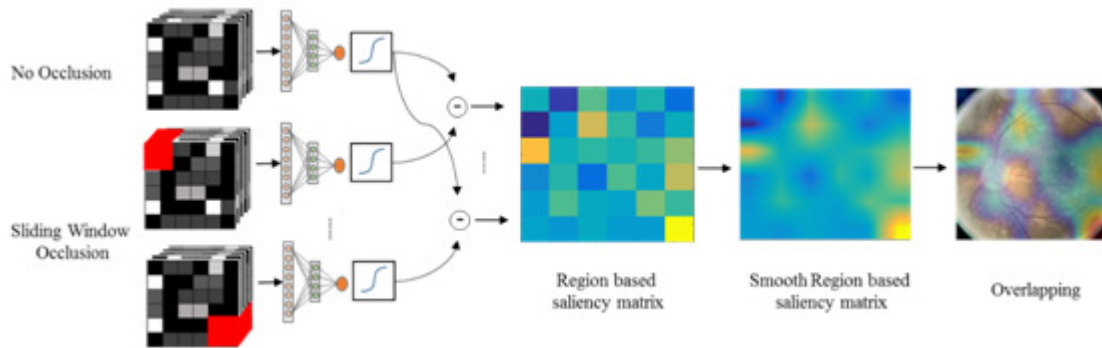 No Occlusion
Sliding Window
Occlusion
Region based
saliency matrix
Smooth Region based
saliency matrix
Overlapping